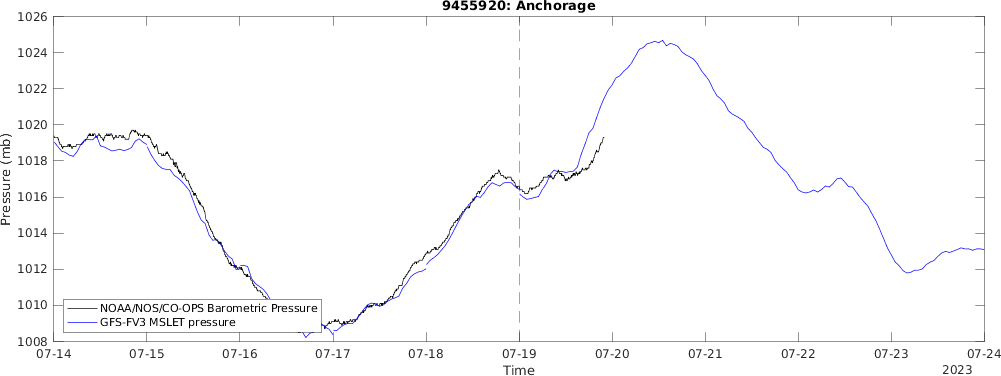 9455920: Anchorage
1026
1024
1022
1020
1018
1016
1014
1012
1010
1008
Pressure (mb)
NOAA/NOS/CO-OPS Barometric Pressure
GFS-FV3 MSLET pressure
07-14 07-15 07-16 07-17 07-18 07-19 07-20 07-21 07-22 07-23 07-24
Time
2023